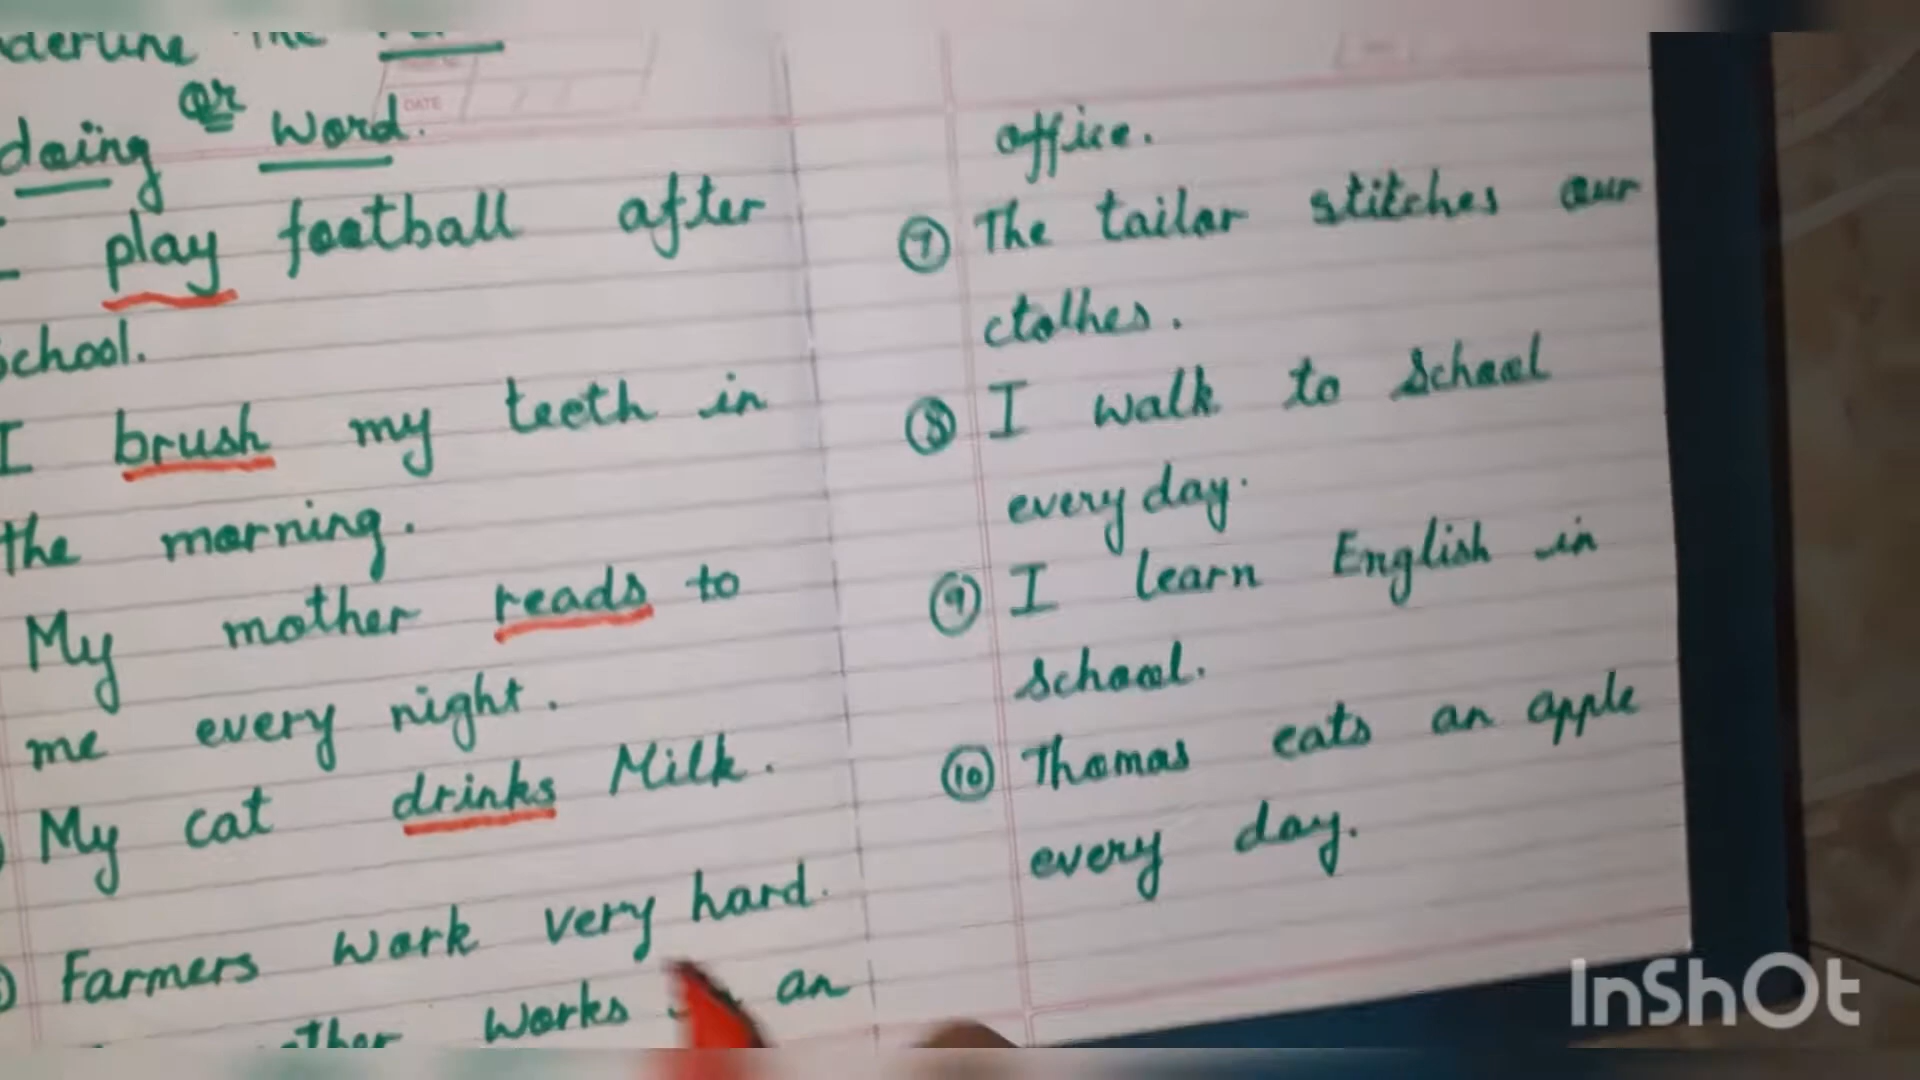 doing or word.
DATE
I play football after
School.
I brush my teeth in
the morning.
My mother reads to
me every night.
My cat drinks Milk.
Farmers work very hard.
works an
office.
7 The tailor stitches our
ctolhes.
8 I walk to School
every day.
9 I learn English in
school.
10 Thomas eats an apple
every day.
InShOt